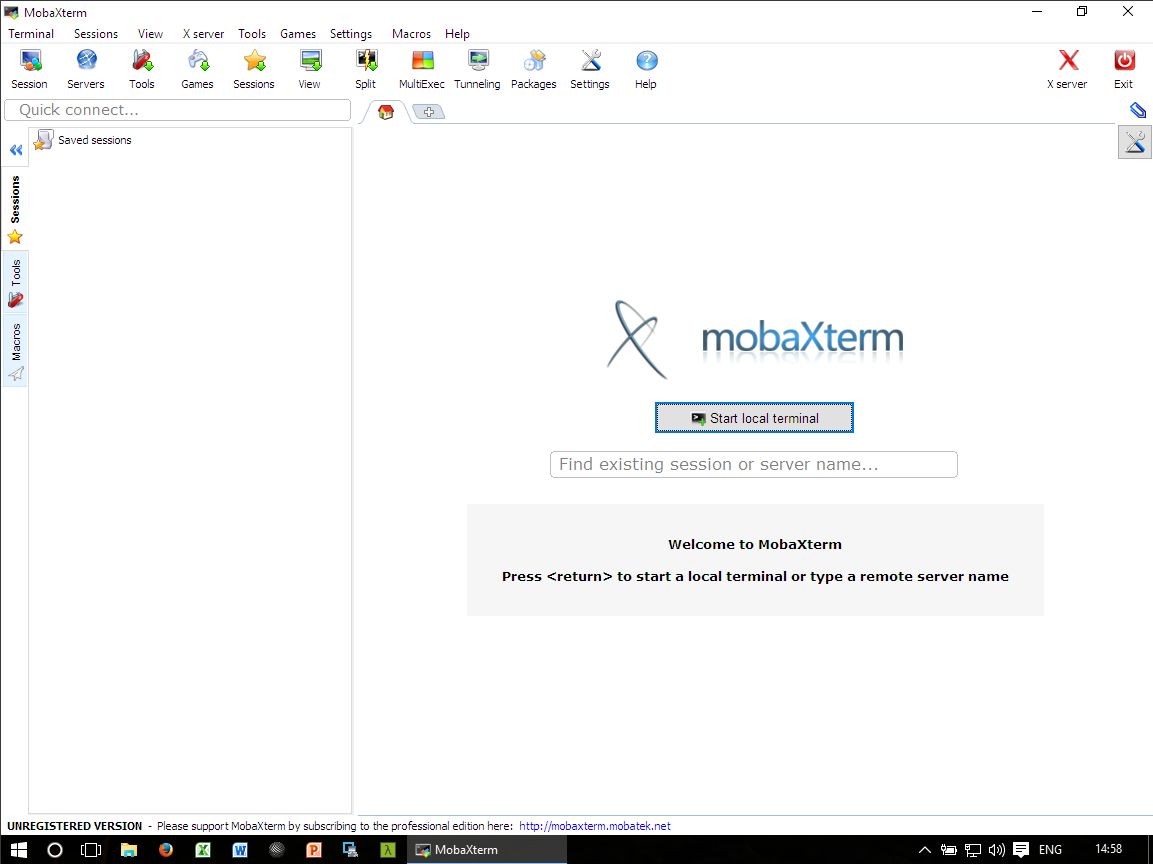 MobaXterm
Terminal Sessions View X server Tools Games Settings Macros Help
Session Servers Tools Games Sessions View Split MultiExec Tunneling Packages Settings Help X server Exit
Quick connect...
Saved sessions
Sessions
Tools
Macros
mobaXterm
Start local terminal
Find existing session or server name...
Welcome to MobaXterm
Press <return> to start a local terminal or type a remote server name
UNREGISTERED VERSION - Please support MobaXterm by subscribing to the professional edition here: http://mobaxterm.mobatek.net
MobaXterm ENG 14:58